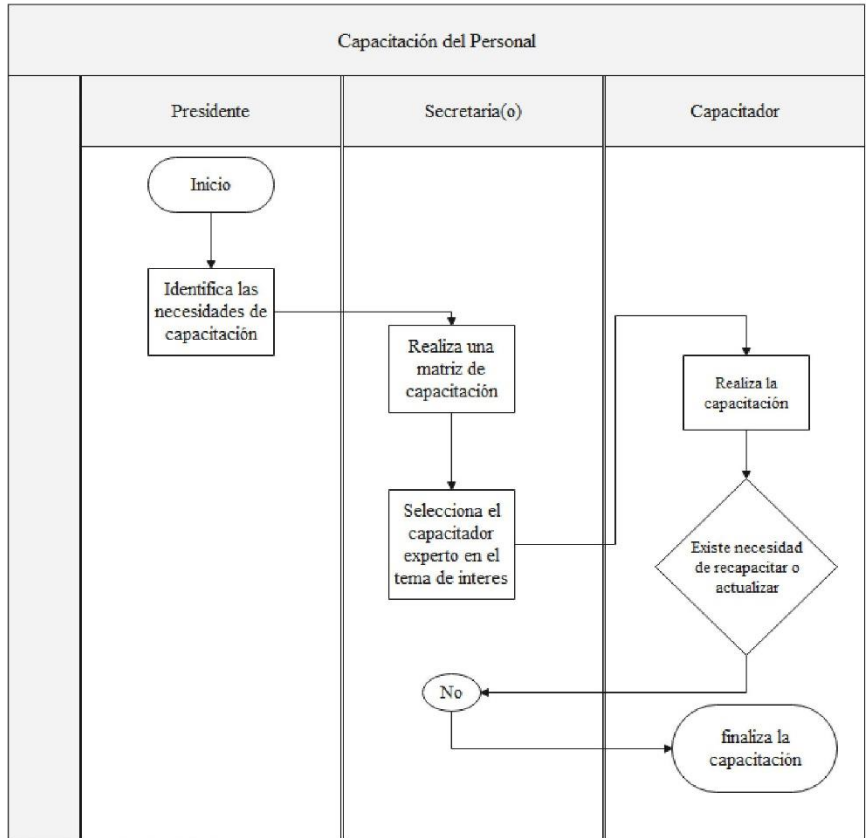 Capacitación del Personal
Presidente
Secretaria(o)
Capacitador
Inicio
Identifica las
necesidades de
capacitación
Realiza una
matriz de
capacitación
Selecciona el
capacitador
experto en el
tema de interes
Realiza la
capacitación
Existe necesidad
de recapacitar o
actualizar
No
finaliza la
capacitación